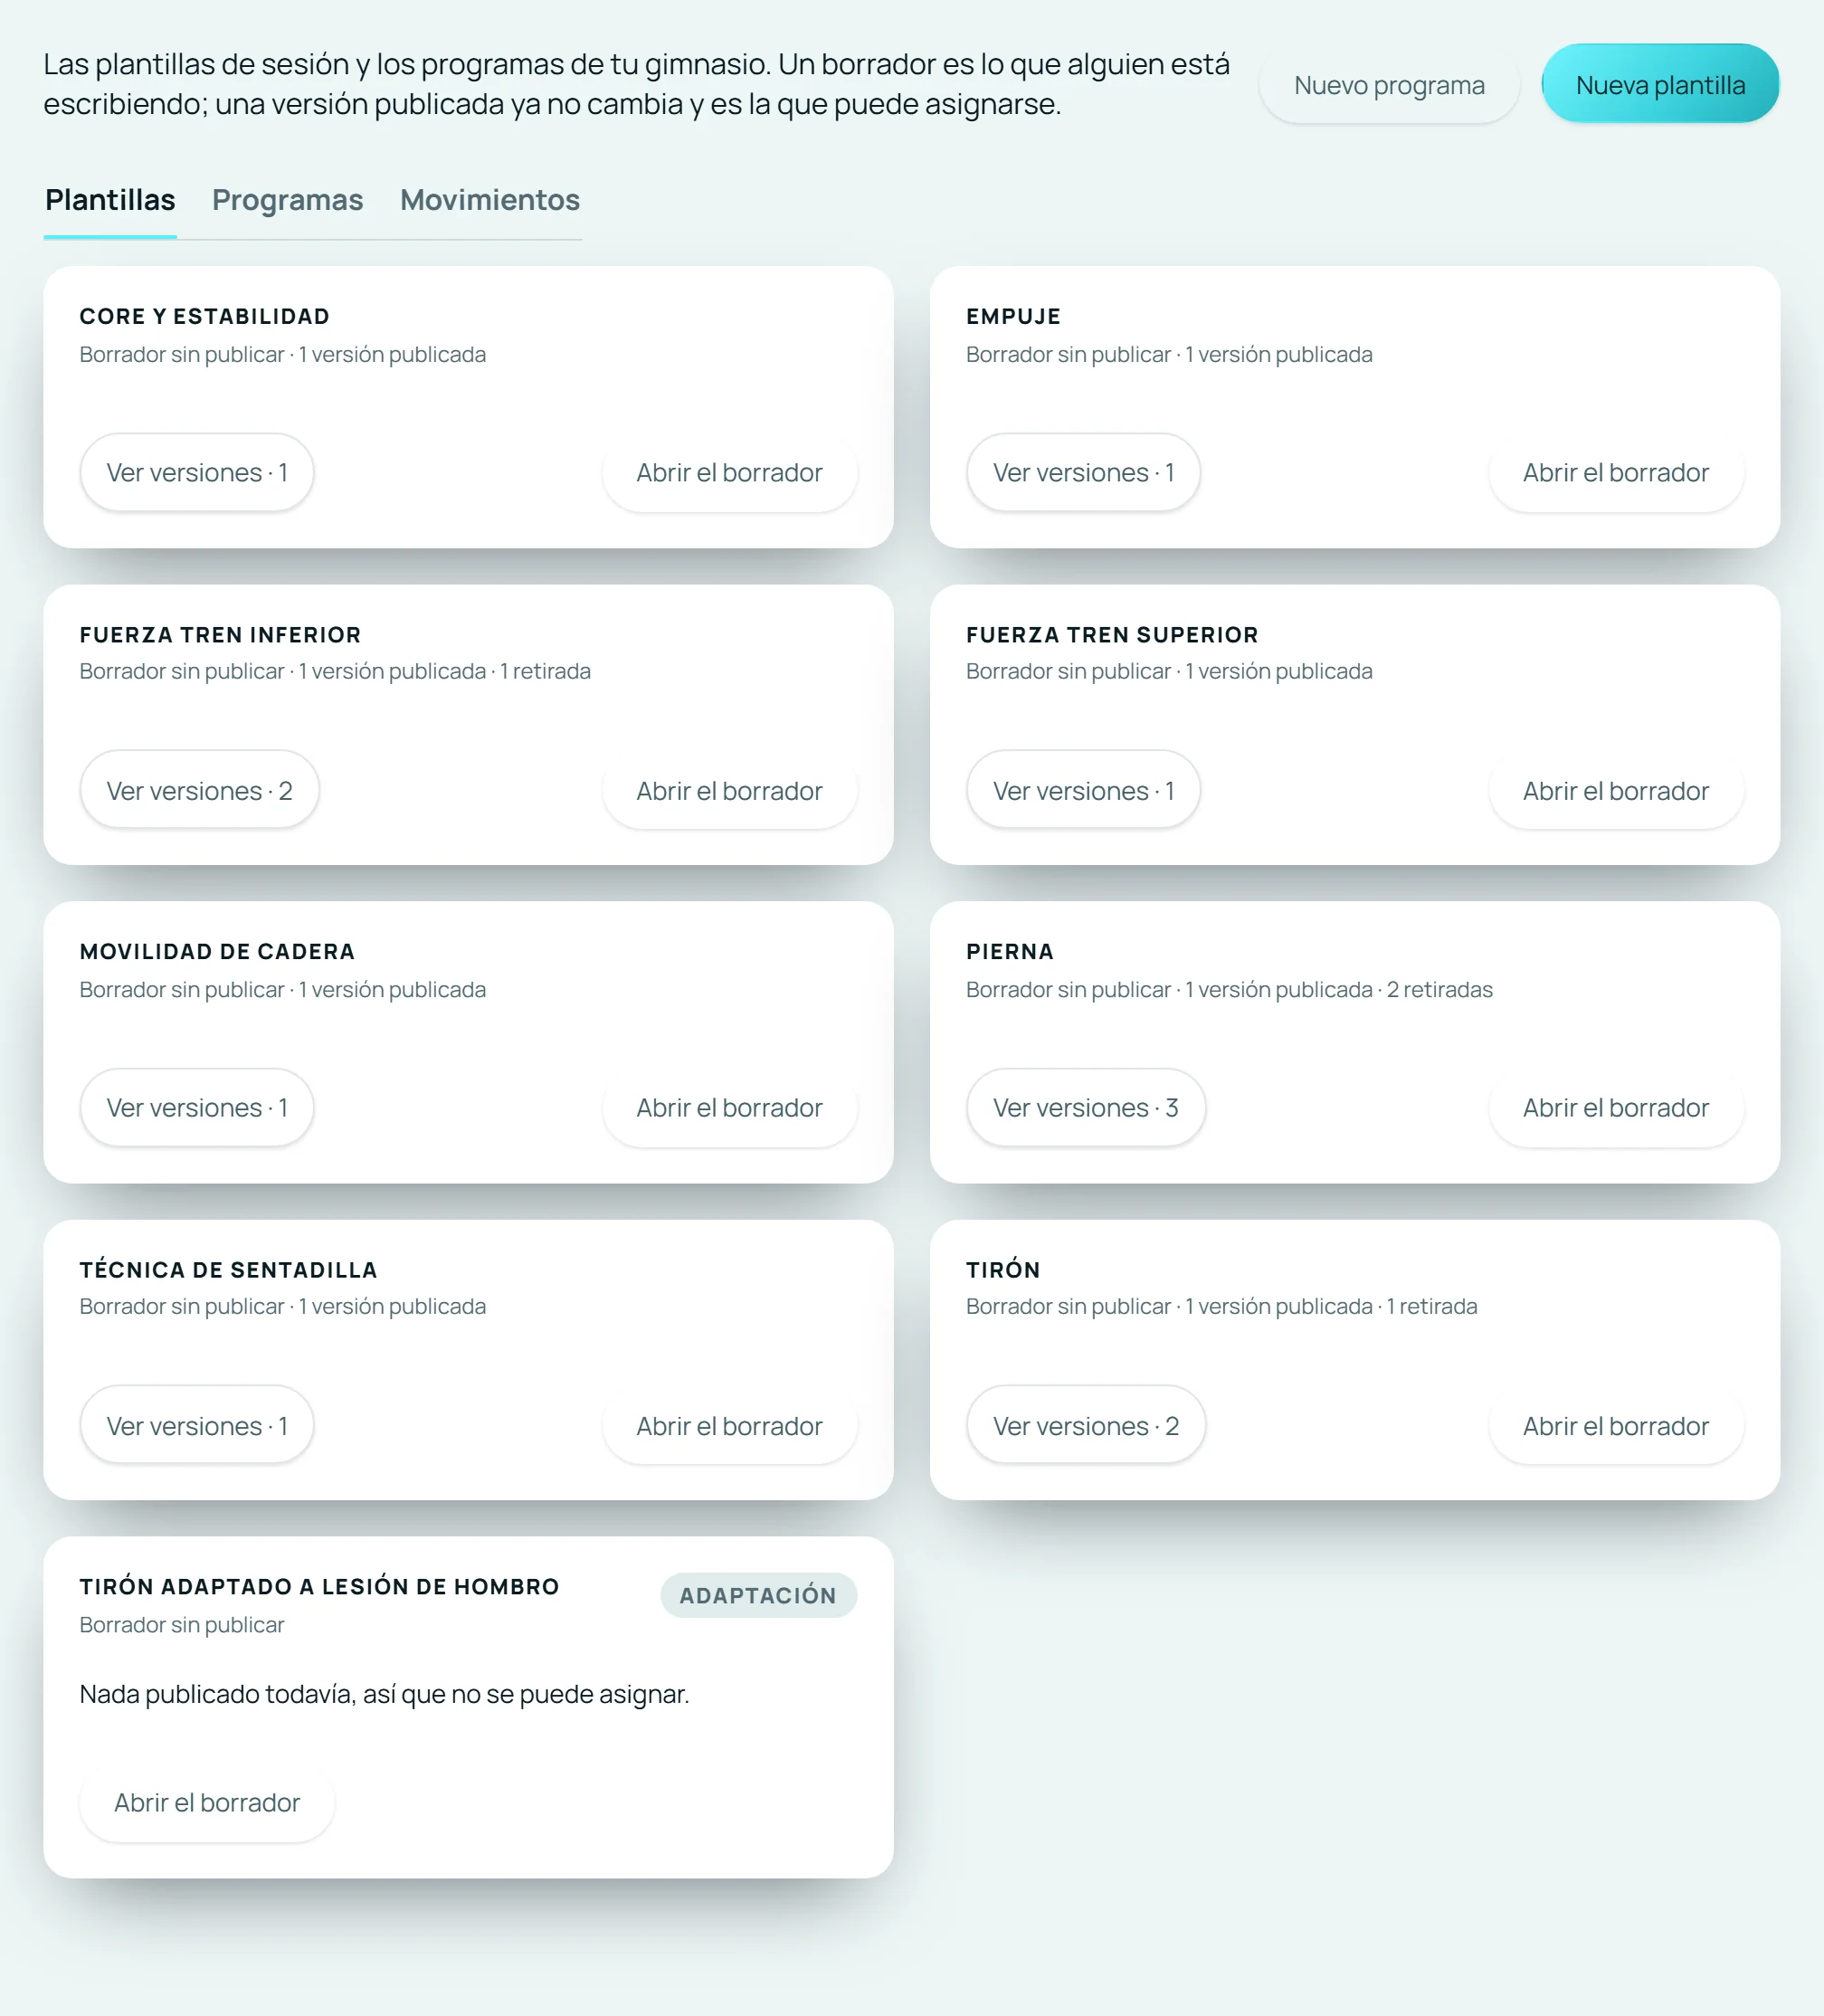 Las plantillas de sesión y los programas de tu gimnasio. Un borrador es lo que alguien está
escribiendo; una versión publicada ya no cambia y es la que puede asignarse.
Nuevo programa
Nueva plantilla
Plantillas
Programas
Movimientos
CORE Y ESTABILIDAD
Borrador sin publicar · 1 versión publicada
Ver versiones · 1
Abrir el borrador
EMPUJE
Borrador sin publicar · 1 versión publicada
Ver versiones · 1
Abrir el borrador
FUERZA TREN INFERIOR
Borrador sin publicar · 1 versión publicada · 1 retirada
Ver versiones · 2
Abrir el borrador
FUERZA TREN SUPERIOR
Borrador sin publicar · 1 versión publicada
Ver versiones · 1
Abrir el borrador
MOVILIDAD DE CADERA
Borrador sin publicar · 1 versión publicada
Ver versiones · 1
Abrir el borrador
PIERNA
Borrador sin publicar · 1 versión publicada · 2 retiradas
Ver versiones · 3
Abrir el borrador
TÉCNICA DE SENTADILLA
Borrador sin publicar · 1 versión publicada
Ver versiones · 1
Abrir el borrador
TIRÓN
Borrador sin publicar · 1 versión publicada · 1 retirada
Ver versiones · 2
Abrir el borrador
TIRÓN ADAPTADO A LESIÓN DE HOMBRO
ADAPTACIÓN
Borrador sin publicar
Nada publicado todavía, así que no se puede asignar.
Abrir el borrador